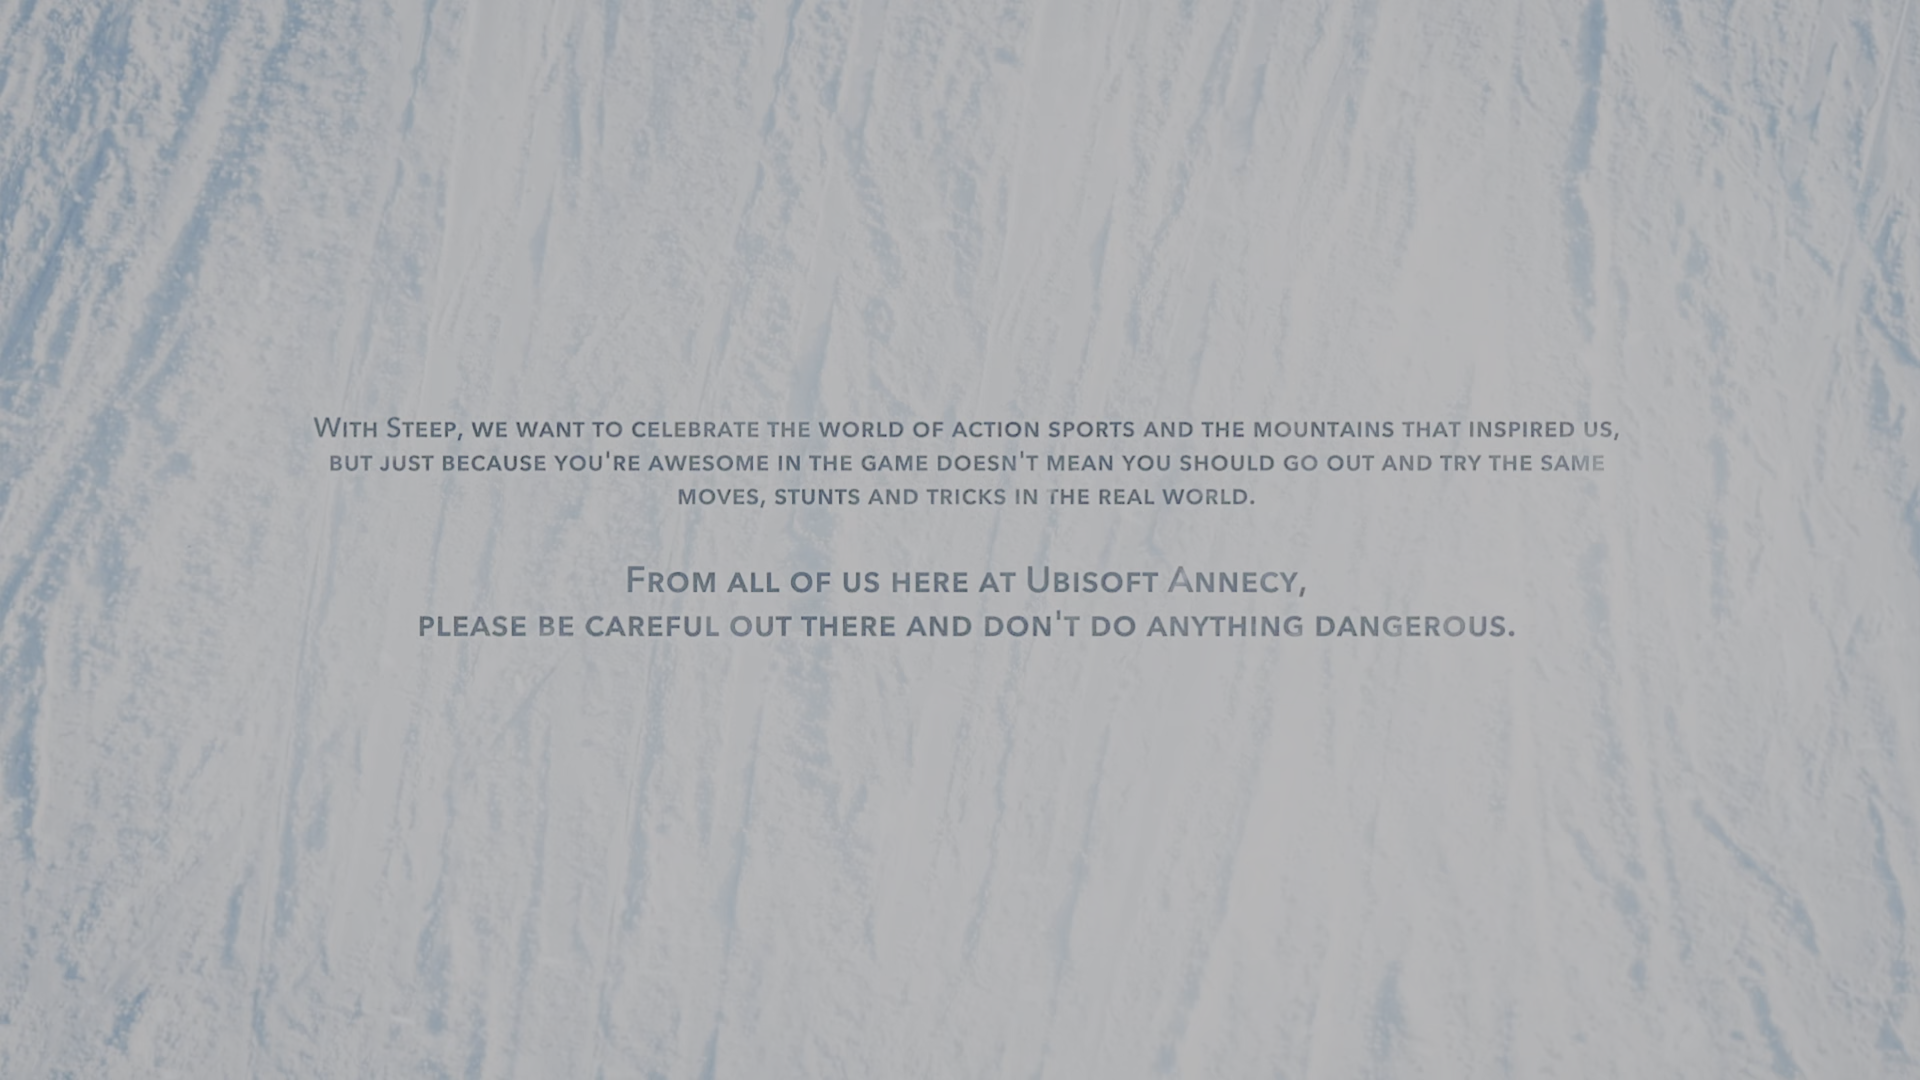 With Steep, we want to celebrate the world of action sports and the mountains that inspired us,
but just because you're awesome in the game doesn't mean you should go out and try the same
moves, stunts and tricks in the real world.
From all of us here at Ubisoft Annecy,
please be careful out there and don't do anything dangerous.